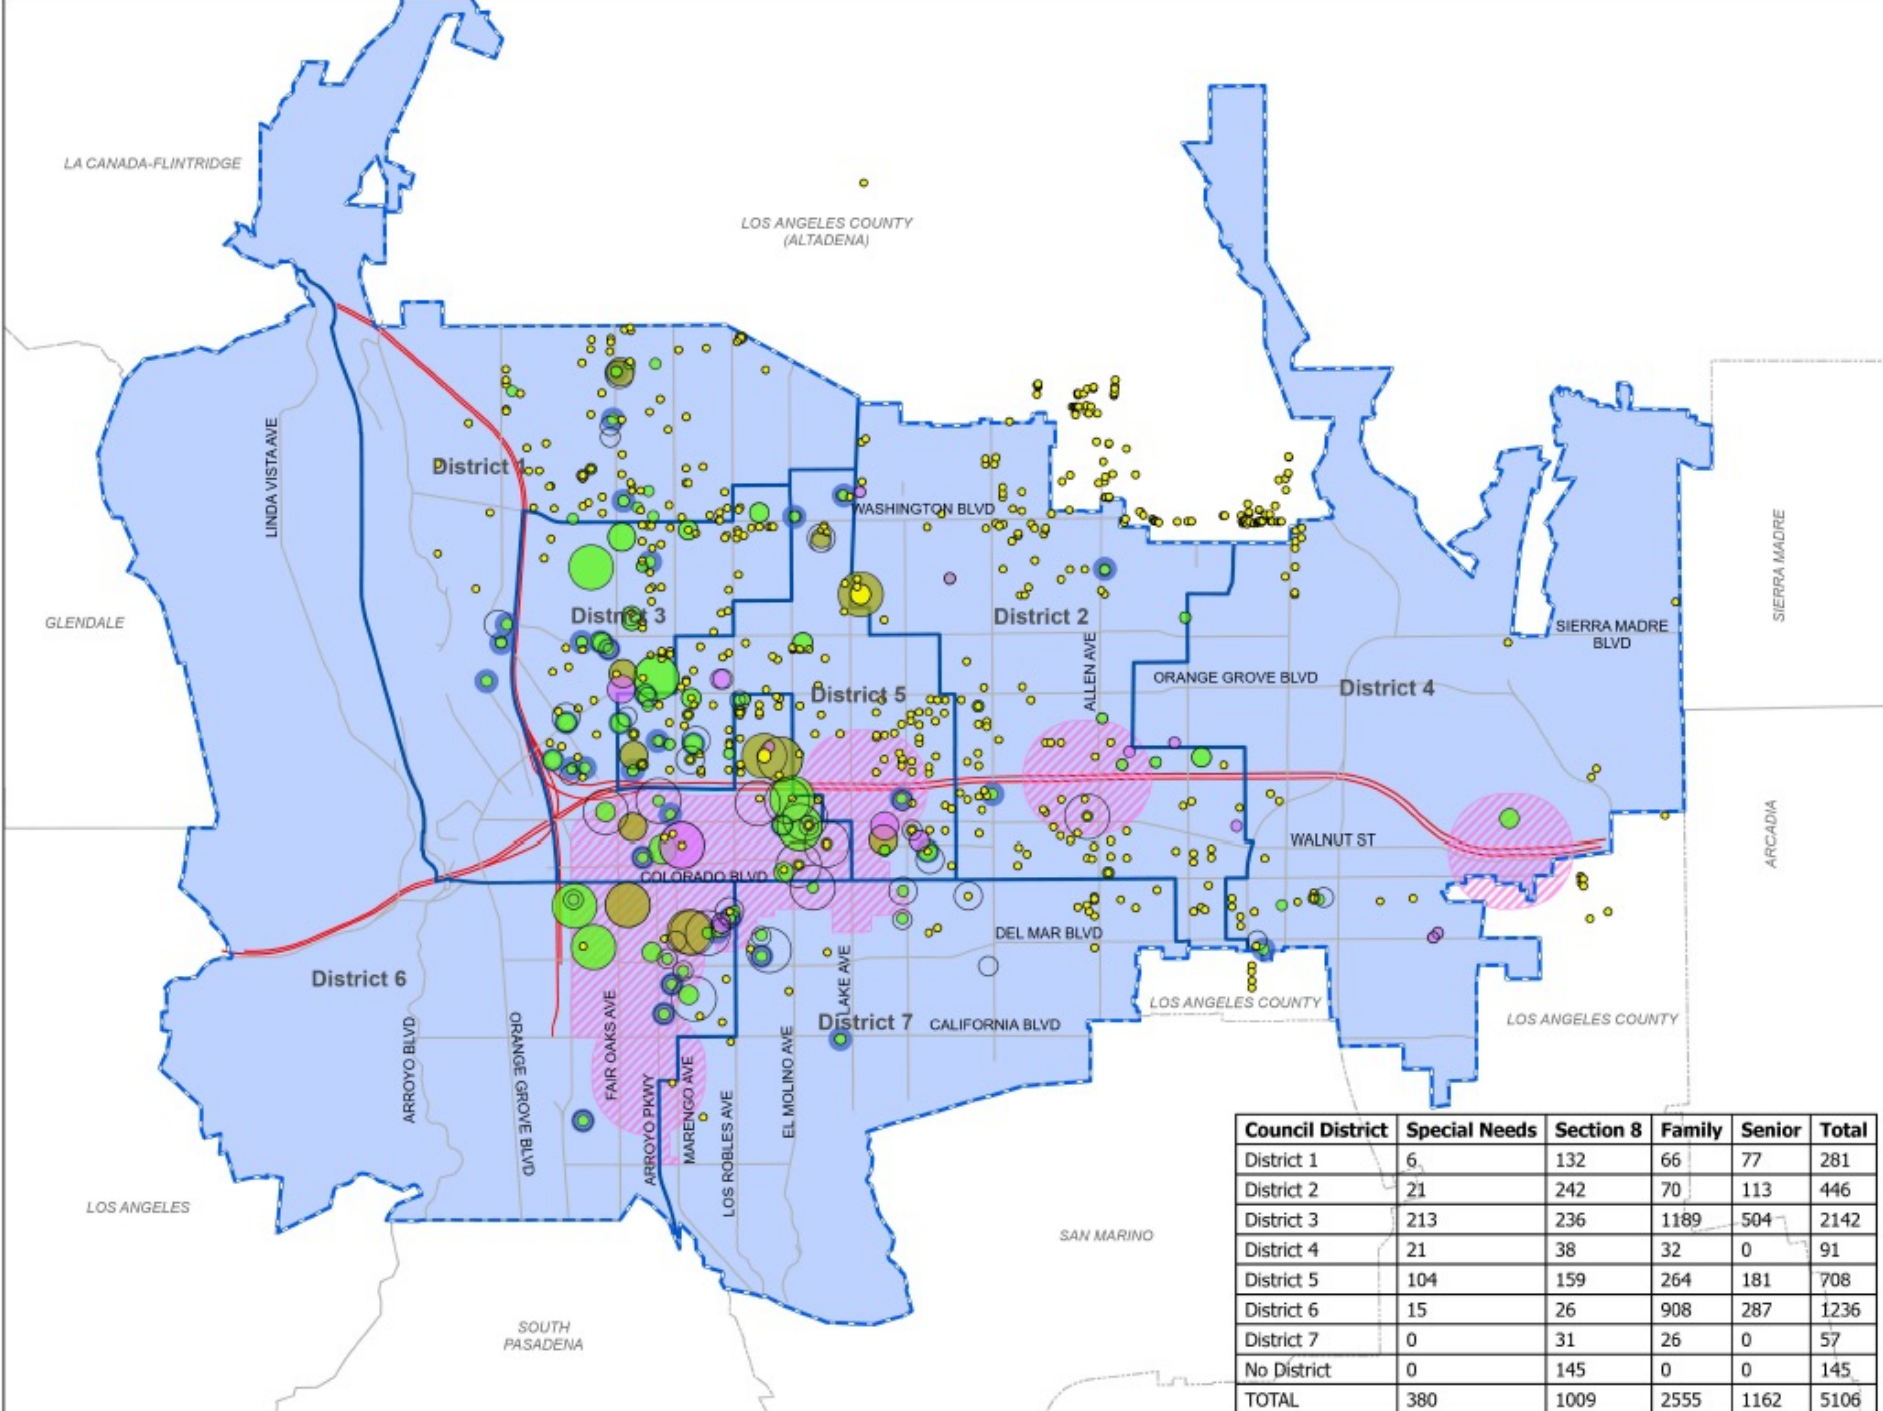 LA CANADA-FLINTRIDGE
LOS ANGELES COUNTY
(ALTADENA)
LINDA VISTA AVE
District 1
WASHINGTON BLVD
SIERRA MADRE
GLENDALE
District 3
District 2
SIERRA MADRE
BLVD
ALLEN AVE
ORANGE GROVE BLVD
District 4
District 5
WALNUT ST
ARCADIA
COLORADO BLVD
DEL MAR BLVD
District 6
LAKE AVE
LOS ANGELES COUNTY
District 7
CALIFORNIA BLVD
LOS ANGELES COUNTY
ARROYO BLVD
ORANGE GROVE BLVD
FAIR OAKS AVE
ARROYO PKWY
MARENGO AVE
LOS ROBLES AVE
EL MOLINO AVE
LOS ANGELES
SAN MARINO
SOUTH
PASADENA
Council District Special Needs Section 8 Family Senior Total
District 1 6 132 66 77 281
District 2 21 242 70 113 446
District 3 213 236 1189 504 2142
District 4 21 38 32 0 91
District 5 104 159 264 181 708
District 6 15 26 908 287 1236
District 7 0 31 26 0 57
No District 0 145 0 0 145
TOTAL 380 1009 2555 1162 5106